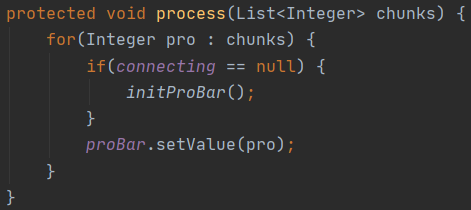 protected void process(List<Integer> chunks) {
    for(Integer pro : chunks) {
        if(connecting == null) {
            initProBar();
        }
        proBar.setValue(pro);
    }
}